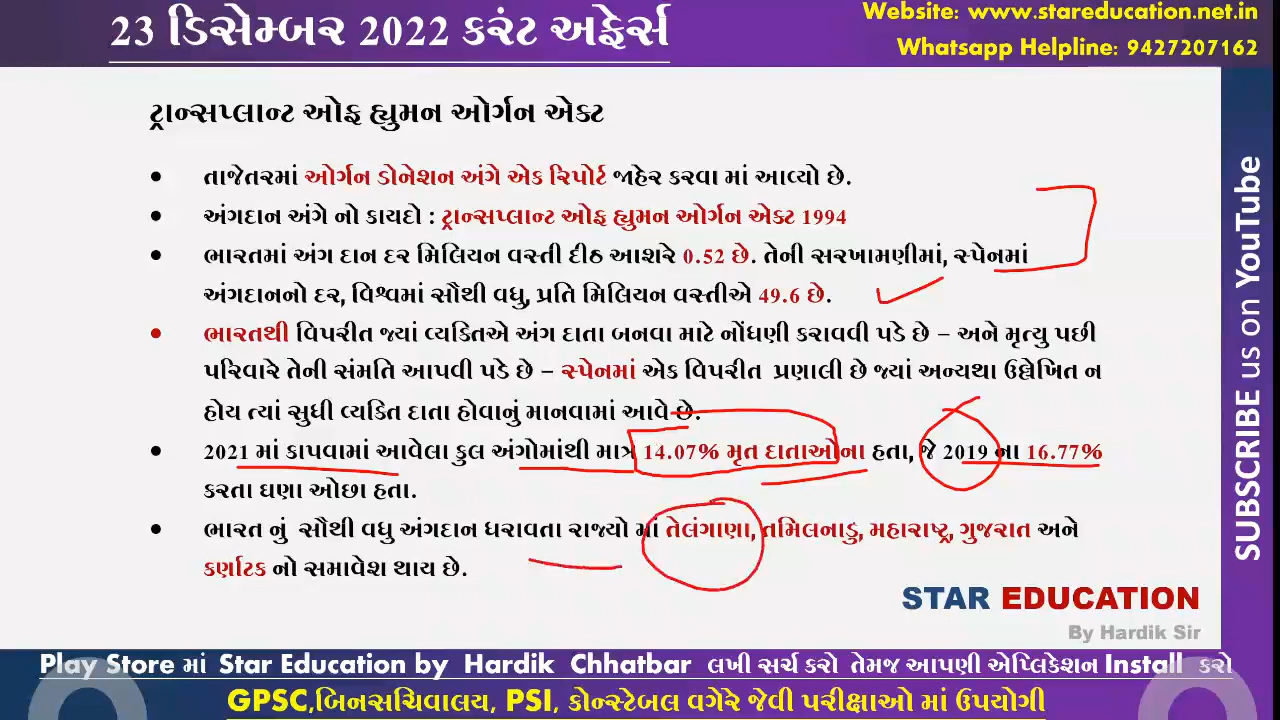 23 ડિસેમ્બર 2022 કરંટ અફેર્સ
Website: www.stareducation.net.in
Whatsapp Helpline: 9427207162
ટ્રાન્સપ્લાન્ટ ઓફ હ્યુમન ઓર્ગન એક્ટ
• તાજેતરમાં ઓર્ગન ડોનેશન અંગે એક રિપોર્ટ જાહેર કરવા માં આવ્યો છે.
• અંગદાન અંગે નો કાયદો : ટ્રાન્સપ્લાન્ટ ઓફ હ્યુમન ઓર્ગન એક્ટ 1994
• ભારતમાં અંગ દાન દર મિલિયન વસ્તી દીઠ આશરે 0.52 છે. તેની સરખામણીમાં, સ્પેનમાં
અંગદાનનો દર, વિશ્વમાં સૌથી વધુ, પ્રતિ મિલિયન વસ્તીએ 49.6 છે.
• ભારતથી વિપરીત જ્યાં વ્યક્તિએ અંગ દાતા બનવા માટે નોંધણી કરાવવી પડે છે – અને મૃત્યુ પછી
પરિવારે તેની સંમતિ આપવી પડે છે – સ્પેનમાં એક વિપરીત પ્રણાલી છે જ્યાં અન્યથા ઉલ્લેખિત ન
હોય ત્યાં સુધી વ્યક્તિ દાતા હોવાનું માનવામાં આવે છે.
• 2021 માં કાપવામાં આવેલા કુલ અંગોમાંથી માત્ર 14.07% મૃત દાતાઓના હતા, જે 2019 ના 16.77%
કરતા ઘણા ઓછા હતા.
• ભારત નું સૌથી વધુ અંગદાન ધરાવતા રાજ્યો માં તેલંગાણા, તમિલનાડુ, મહારાષ્ટ્ર, ગુજરાત અને
કર્ણાટક નો સમાવેશ થાય છે.
SUBSCRIBE us on YouTube
STAR EDUCATION
By Hardik Sir
Play Store માં Star Education by Hardik Chhatbar લખી સર્ચ કરો તેમજ આપણી એપ્લિકેશન Install કરો
GPSC,બિનસચિવાલય, PSI, કોન્સ્ટેબલ વગેરે જેવી પરીક્ષાઓ માં ઉપયોગી